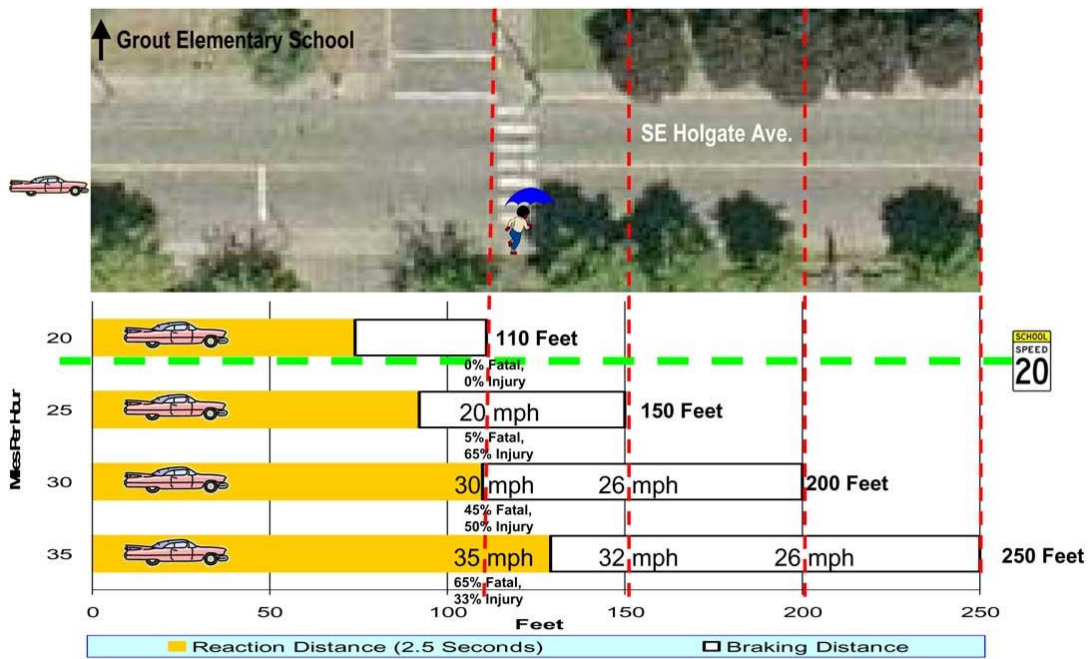 Grout Elementary School
SE Holgate Ave.
20
110 Feet
0% Fatal,
0% Injury
SCHOOL
SPEED
20
25
20 mph
150 Feet
5% Fatal,
65% Injury
Miles Per Hour
30
30 mph
26 mph
200 Feet
45% Fatal,
50% Injury
35
35 mph
32 mph
26 mph
250 Feet
65% Fatal,
33% Injury
0
50
100
150
200
250
Feet
Reaction Distance (2.5 Seconds)
Braking Distance